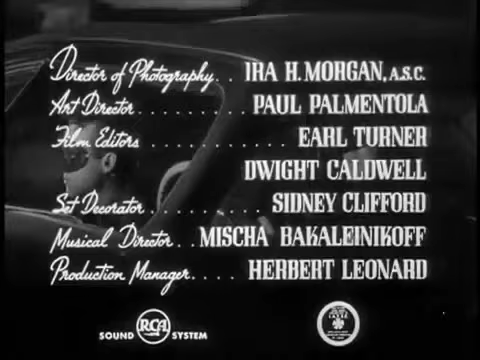 Director of Photography.. IRA H. MORGAN, A.S.C.
Art Director.......... PAUL PALMENTOLA
Film Editors............ EARL TURNER
DWIGHT CALDWELL
Set Decorator......... SIDNEY CLIFFORD
Musical Director.. MISCHA BAKALEINIKOFF
Production Manager.... HERBERT LEONARD
SOUND RCA SYSTEM